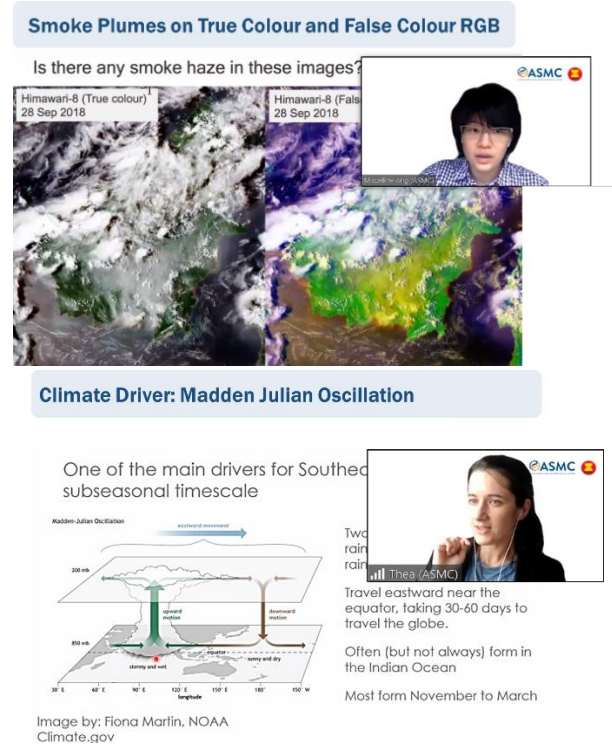 Smoke Plumes on True Colour and False Colour RGB
Is there any smoke haze in these images?
Himawari-8 (True colour)1
28 Sep 2018
Himawari-8 (Fals
28 Sep 2018
ASMC
Ang (ASMC)
Climate Driver: Madden Julian Oscillation
One of the main drivers for Southea
subseasonal timescale
ASMC
Thea (ASMC)
Madden-Julian Oscillation
eastward movement
200 mb
upward
motion
downward
motion
850 mb
equator
stormy and wet
sunny and dry
30° E 60° 90° E 120° E 150° E 180° 150° W
longitude
Two
rain
rain
Travel eastward near the
equator, taking 30-60 days to
travel the globe.
Often (but not always) form in
the Indian Ocean
Most form November to March
Image by: Fiona Martin, NOAA
Climate.gov